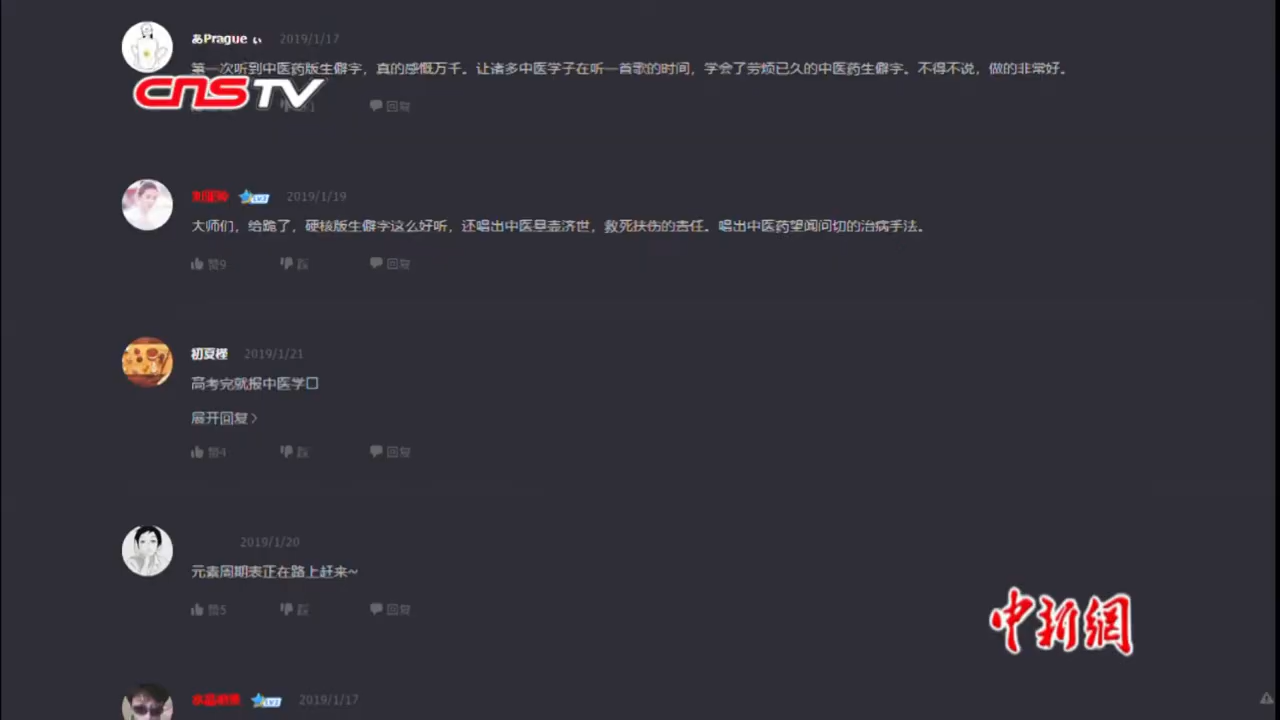 あPrague ぃ 2019/1/17
第一次听到中医药版生僻字，真的感慨万千。让诸多中医学子在听一首歌的时间，学会了劳烦已久的中医药生僻字。不得不说，做的非常好。
CNSTV
回复
LV2 2019/1/19
大师们，给跪了，硬核版生僻字这么好听，还唱出中医悬壶济世，救死扶伤的责任。唱出中医药望闻问切的治病手法。
赞9 踩 回复
初夏槿 2019/1/21
高考完就报中医学
展开回复>
赞4 踩 回复
2019/1/20
元素周期表正在路上赶来~
赞5 踩 回复
中新網
LV2 2019/1/17